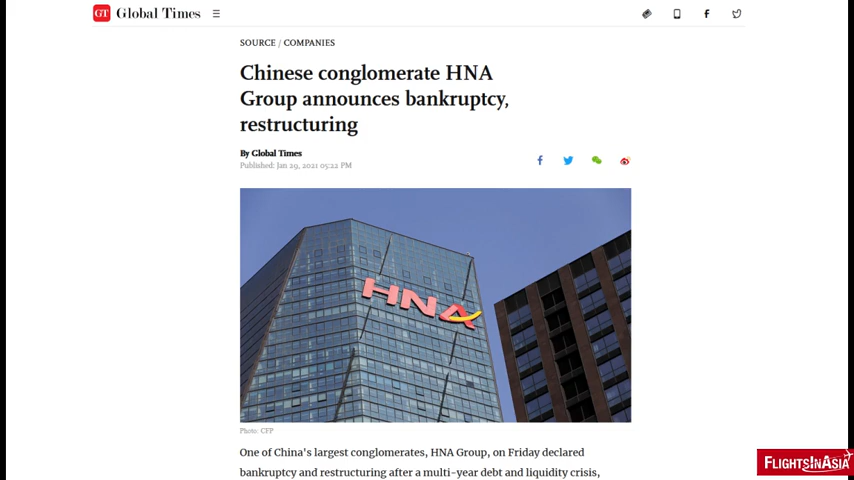 GT Global Times
SOURCE / COMPANIES
Chinese conglomerate HNA
Group announces bankruptcy,
restructuring
By Global Times
Published: Jan 29, 2021 05:22 PM
HNA
Photo: CFP
One of China's largest conglomerates, HNA Group, on Friday declared
bankruptcy and restructuring after a multi-year debt and liquidity crisis,
FLIGHTSINASIA